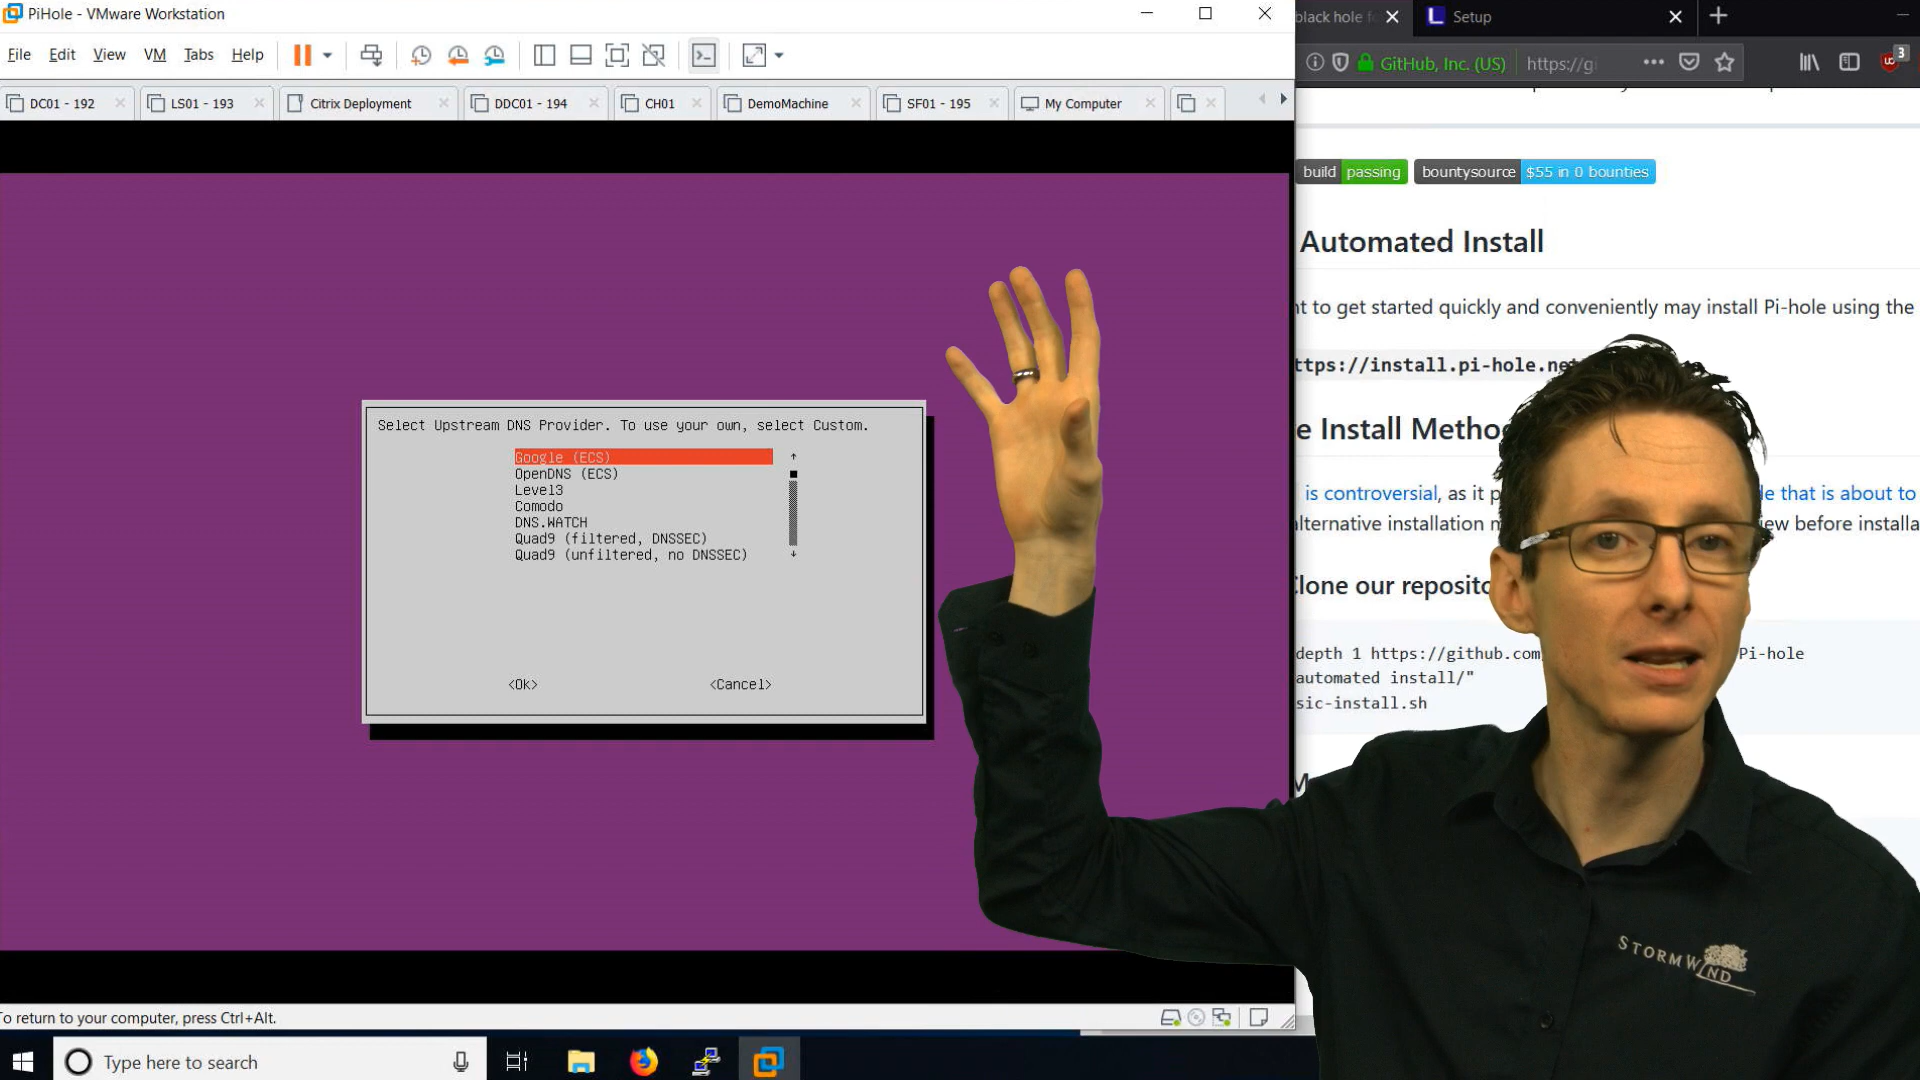 PiHole - VMware Workstation
File Edit View VM Tabs Help
DC01 - 192
LS01 - 193
Citrix Deployment
DDC01 - 194
CH01
DemoMachine
SF01 - 195
My Computer
Select Upstream DNS Provider. To use your own, select Custom.
Google (ECS)
OpenDNS (ECS)
Level3
Comodo
DNS.WATCH
Quad9 (filtered, DNSSEC)
Quad9 (unfiltered, no DNSSEC)
<Ok> <Cancel>
To return to your computer, press Ctrl+Alt.
Type here to search
black hole
Setup
GitHub, Inc. (US)
https://gi
3
build passing
bountysource $55 in 0 bounties
Automated Install
to get started quickly and conveniently may install Pi-hole using the
ttps://install.pi-hole.ne
e Install Metho
is controversial, as it p
e that is about to
alternative installation m
ew before installa
Clone our reposito
depth 1 https://github.com
Pi-hole
automated install/"
sic-install.sh
STORMWIND